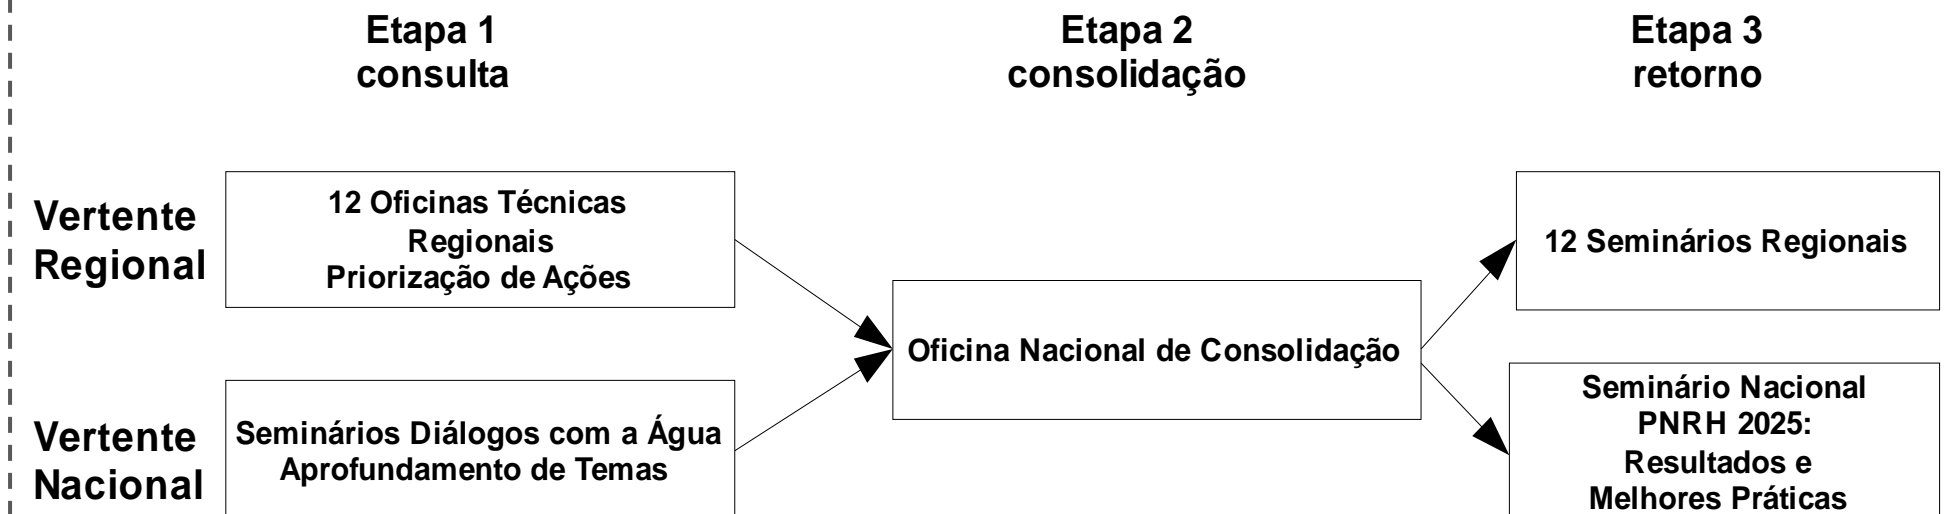 Etapa 1
consulta
Etapa 2
consolidação
Etapa 3
retorno
Vertente
Regional
12 Oficinas Técnicas
Regionais
Priorização de Ações
12 Seminários Regionais
Oficina Nacional de Consolidação
Vertente
Nacional
Seminários Diálogos com a Água
Aprofundamento de Temas
Seminário Nacional
PNRH 2025:
Resultados e
Melhores Práticas